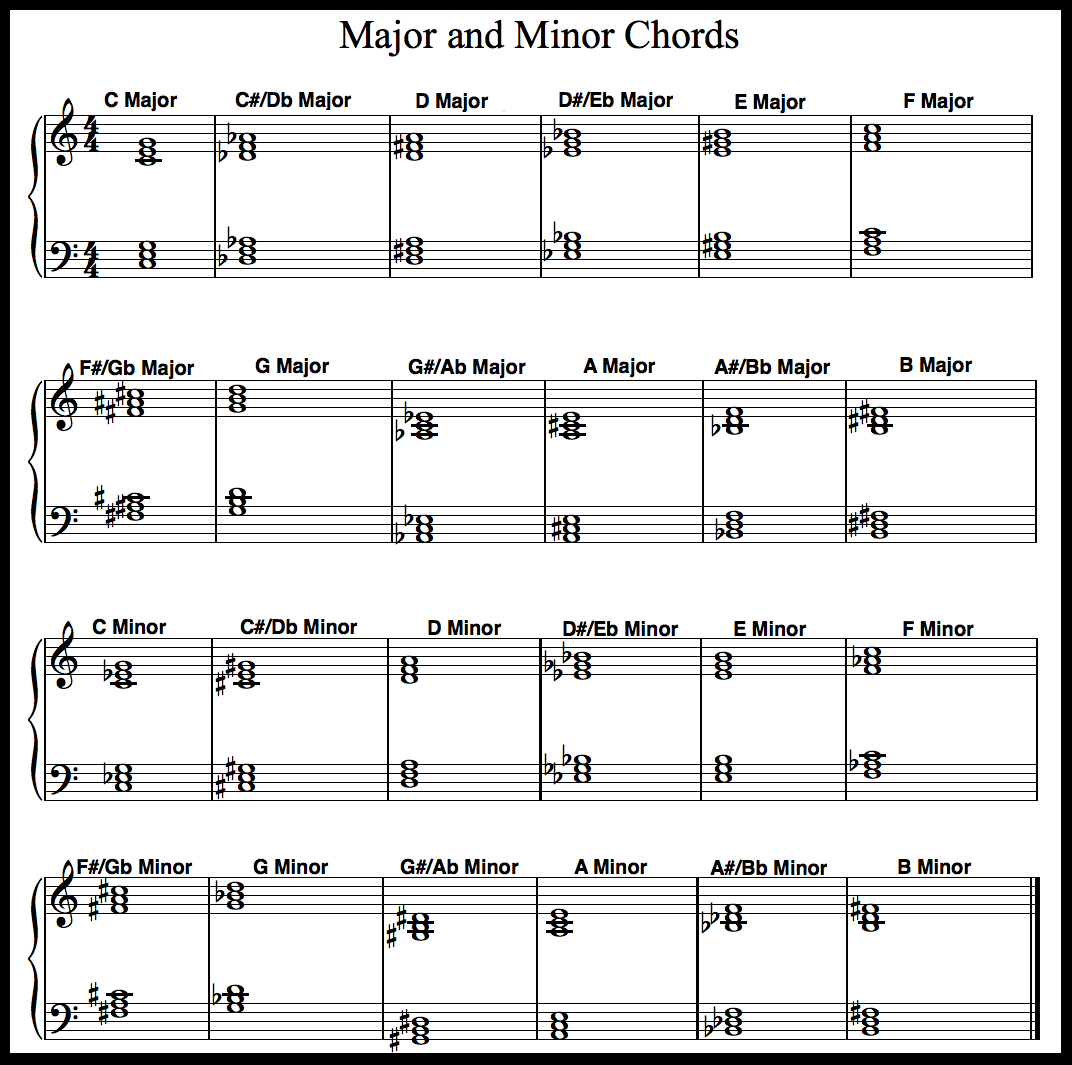 Major and Minor Chords
C Major C#/Db Major D Major D#/Eb Major E Major F Major
4 4
4 4
F#/Gb Major G Major G#/Ab Major A Major A#/Bb Major B Major
C Minor C#/Db Minor D Minor D#/Eb Minor E Minor F Minor
F#/Gb Minor G Minor G#/Ab Minor A Minor A#/Bb Minor B Minor